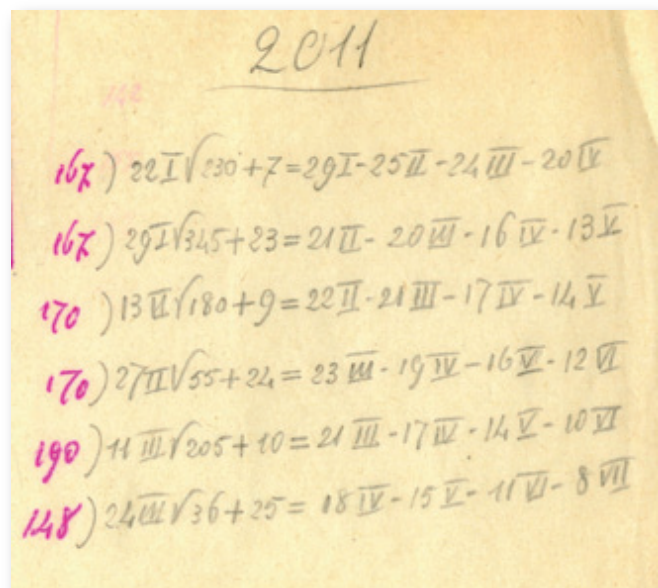 2011
167) 22 I √230 + 7 = 29 I - 25 II - 24 III - 20 IV
167) 29 I √345 + 23 = 21 II - 20 III - 16 IV - 13 V
170) 13 II √180 + 9 = 22 II - 21 III - 17 IV - 14 V
170) 27 II √55 + 24 = 23 III - 19 IV - 16 V - 12 VI
190) 11 III √205 + 10 = 21 III - 17 IV - 14 V - 10 VI
148) 24 III √36 + 25 = 18 IV - 15 V - 11 VI - 8 VII